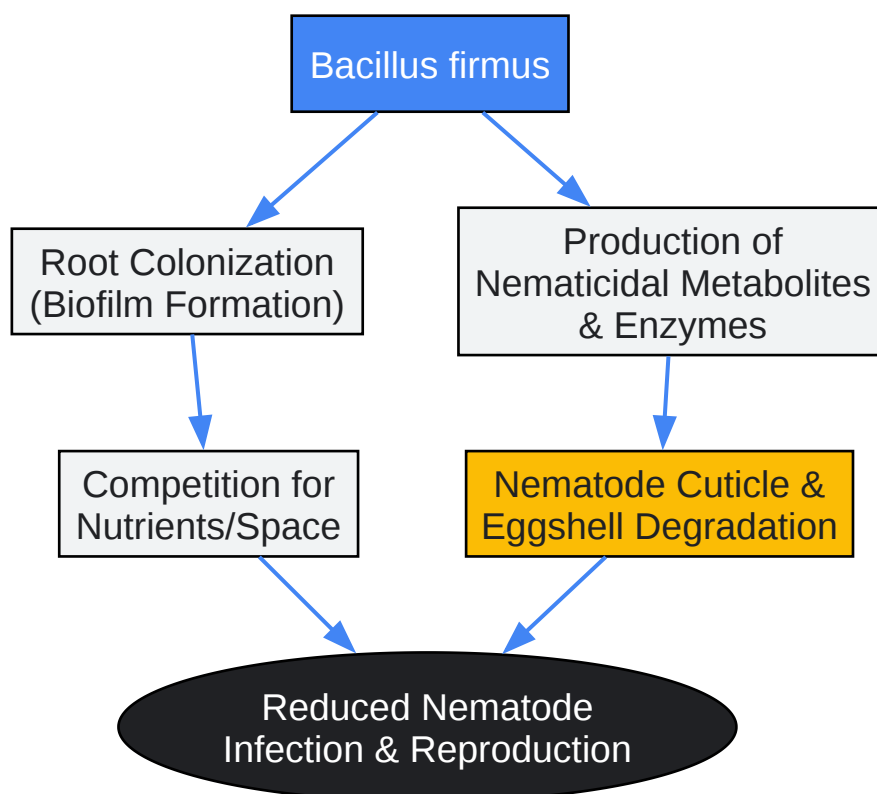 Bacillus firmus
Root Colonization
(Biofilm Formation)
Production of
Nematicidal Metabolites
& Enzymes
Competition for
Nutrients/Space
Nematode Cuticle &
Eggshell Degradation
Reduced Nematode
Infection & Reproduction